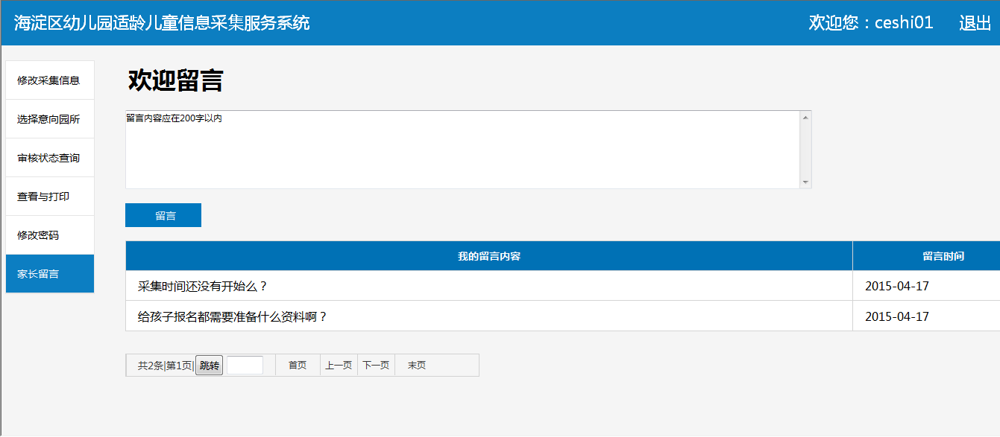 海淀区幼儿园适龄儿童信息采集服务系统 欢迎您：ceshi01 退出
修改采集信息
选择意向园所
审核状态查询
查看与打印
修改密码
家长留言
欢迎留言
留言内容应在200字以内
留言
我的留言内容 留言时间
采集时间还没有开始么？ 2015-04-17
给孩子报名都需要准备什么资料啊？ 2015-04-17
共2条|第1页| 跳转 首页 上一页 下一页 末页